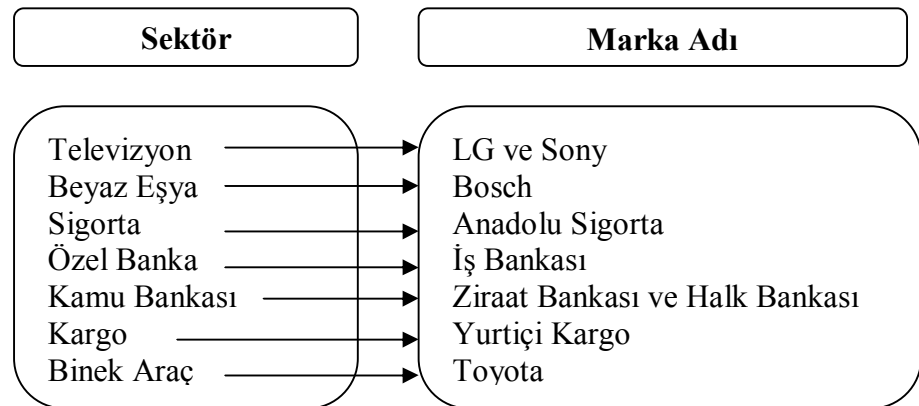 Sektör
Marka Adı
Televizyon
LG ve Sony
Beyaz Eşya
Bosch
Sigorta
Anadolu Sigorta
Özel Banka
İş Bankası
Kamu Bankası
Ziraat Bankası ve Halk Bankası
Kargo
Yurtiçi Kargo
Binek Araç
Toyota